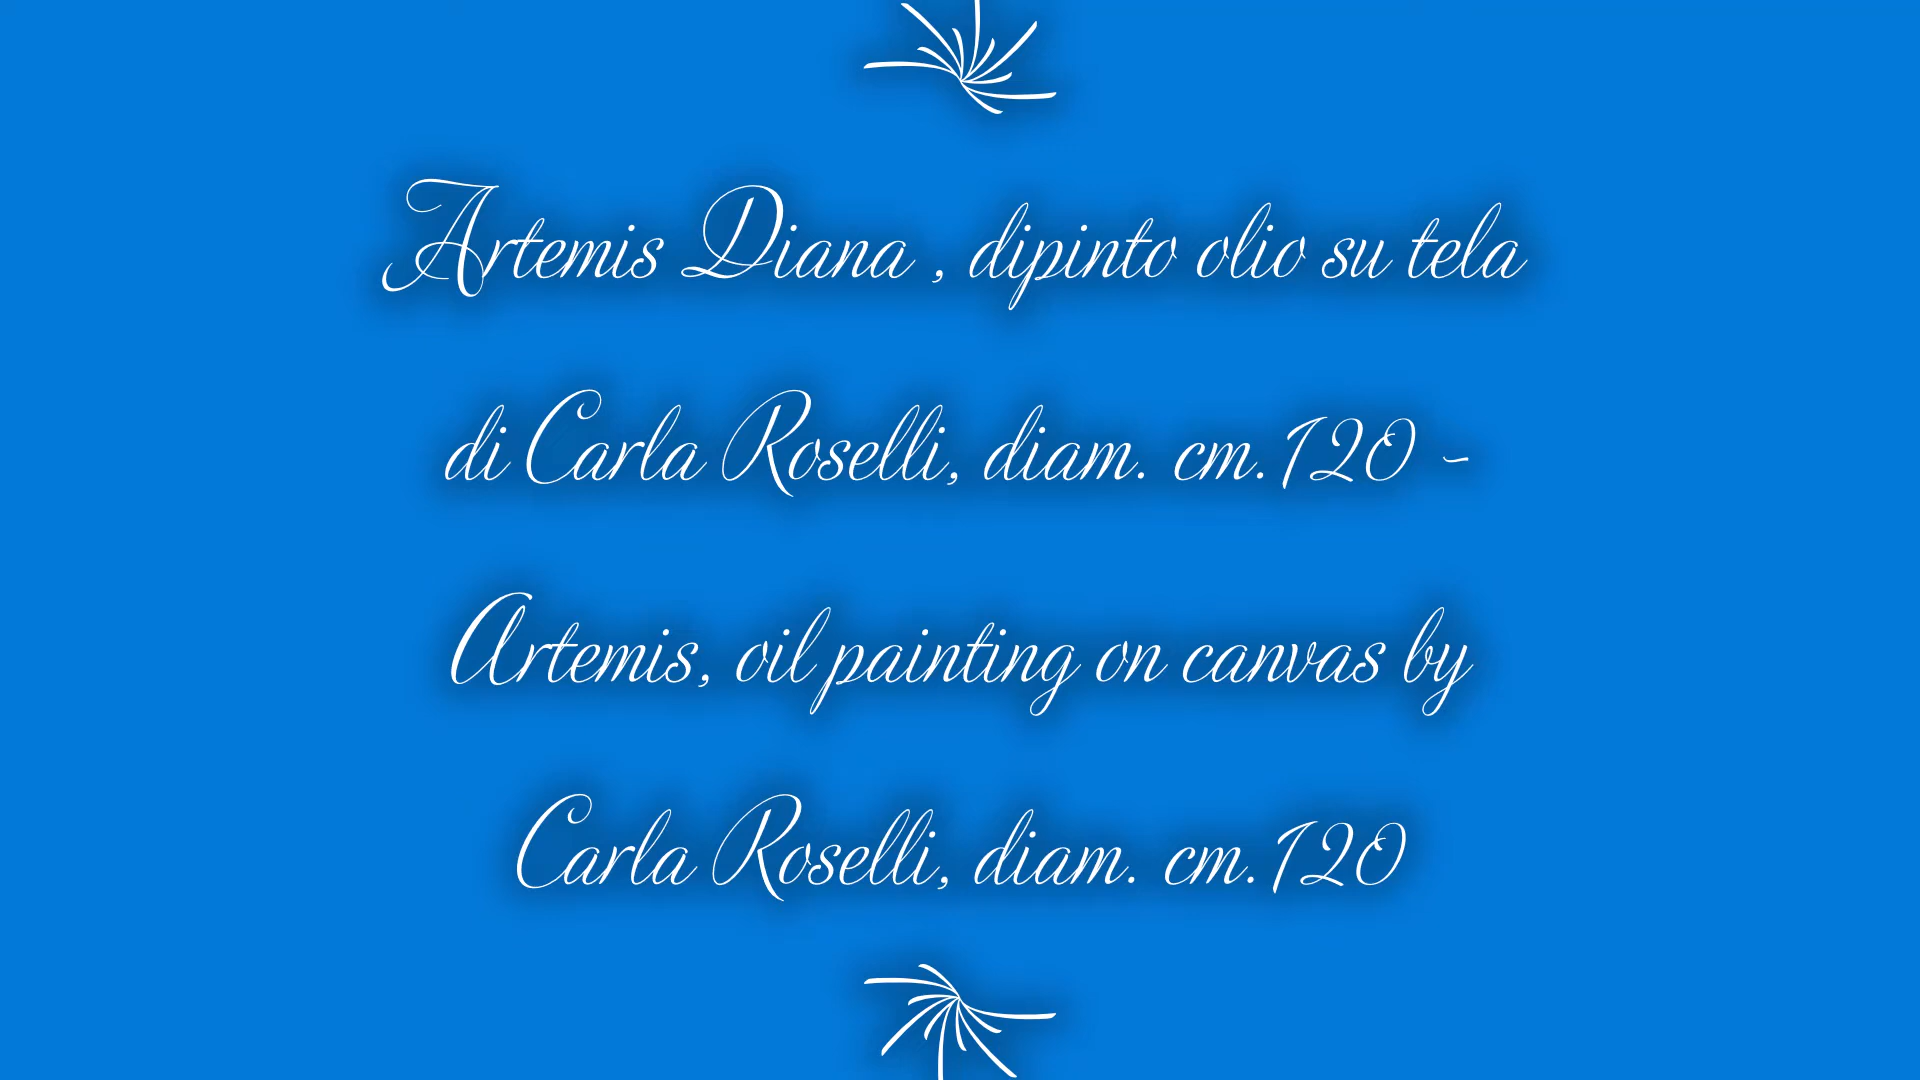 Artemis Diana , dipinto olio su tela
di Carla Roselli, diam. cm.120 -
Artemis, oil painting on canvas by
Carla Roselli, diam. cm.120